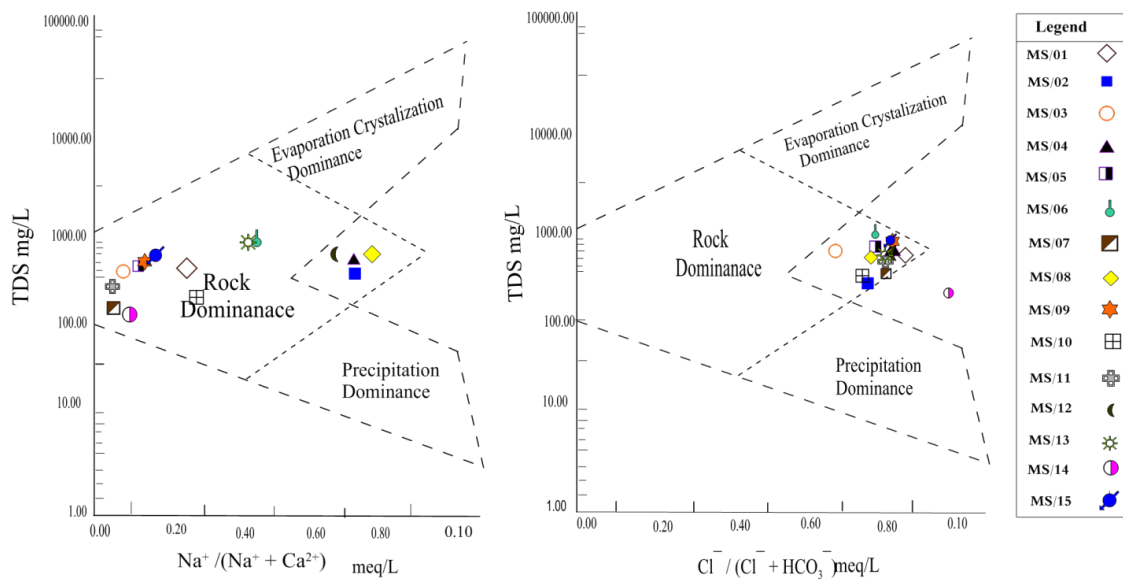 100000.00
10000.00
1000.00
100.00
10.00
1.00
TDS mg/L
Evaporation Crystalization
Dominance
Rock
Dominanace
Precipitation
Dominance
0.00
0.20
0.40
0.60
0.80
0.10
Na⁺ /(Na⁺ + Ca²⁺) meq/L
100000.00
10000.00
1000.00
100.00
10.00
1.00
TDS mg/L
Evaporation Crystalization
Dominance
Rock
Dominanace
Precipitation
Dominance
0.00
0.20
0.40
0.60
0.80
0.10
Cl⁻ / (Cl⁻ + HCO₃⁻) meq/L
Legend
MS/01
MS/02
MS/03
MS/04
MS/05
MS/06
MS/07
MS/08
MS/09
MS/10
MS/11
MS/12
MS/13
MS/14
MS/15